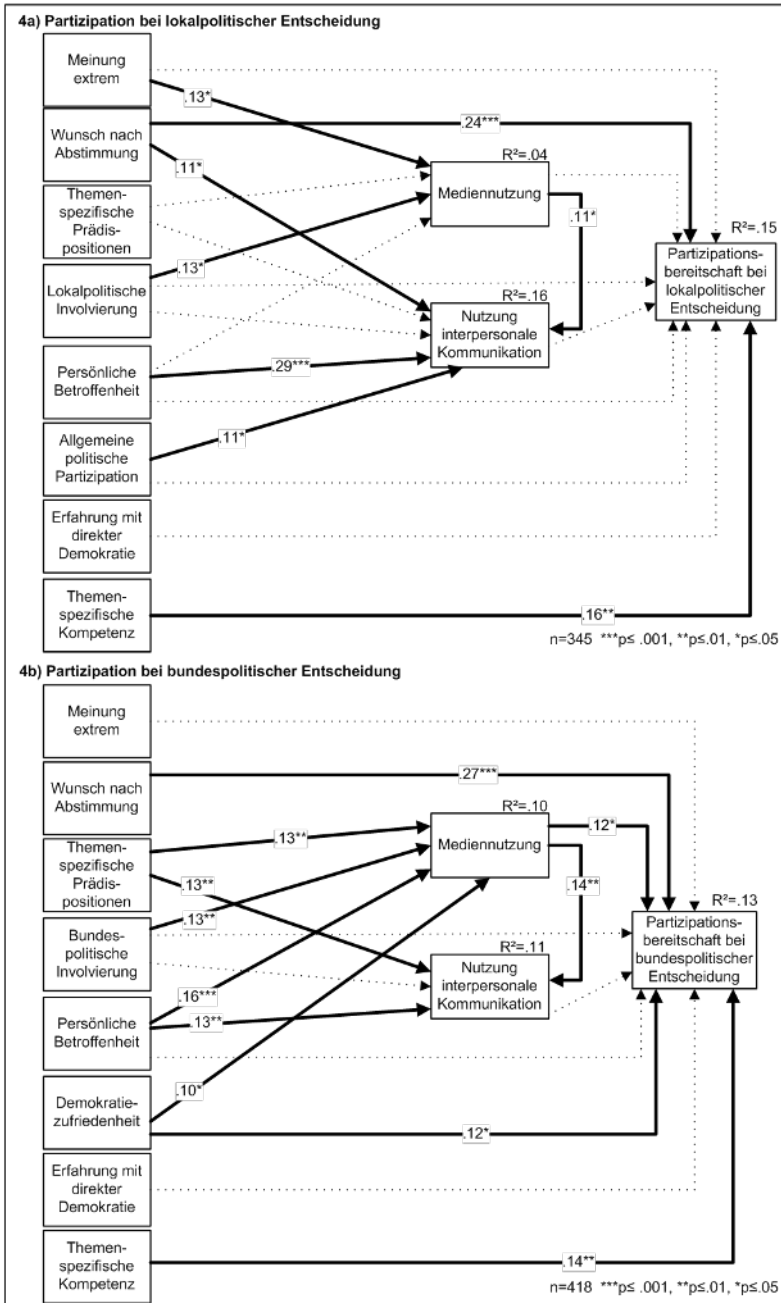 4a) Partizipation bei lokalpolitischer Entscheidung
Meinung
extrem
.13*
Wunsch nach
Abstimmung
.24***
.11*
R²=.04
Mediennutzung
Themen-
spezifische
Prädis-
positionen
.11*
R²=.15
Partizipations-
bereitschaft bei
lokalpolitischer
Entscheidung
Lokalpolitische
Involvierung
.13*
R²=.16
Nutzung
interpersonale
Kommunikation
Persönliche
Betroffenheit
.29***
Allgemeine
politische
Partizipation
.11*
Erfahrung mit
direkter
Demokratie
Themen-
spezifische
Kompetenz
.16**
n=345 ***p≤ .001, **p≤.01, *p≤.05
4b) Partizipation bei bundespolitischer Entscheidung
Meinung
extrem
Wunsch nach
Abstimmung
.27***
R²=.10
Mediennutzung
.12*
Themen-
spezifische
Prädis-
positionen
.13**
.13**
.14**
R²=.13
Partizipations-
bereitschaft bei
bundespolitischer
Entscheidung
Bundes-
politische
Involvierung
.13**
R²=.11
Nutzung
interpersonale
Kommunikation
Persönliche
Betroffenheit
.16***
.13**
Demokratie-
zufriedenheit
.10*
.12*
Erfahrung mit
direkter
Demokratie
Themen-
spezifische
Kompetenz
.14**
n=418 ***p≤ .001, **p≤.01, *p≤.05